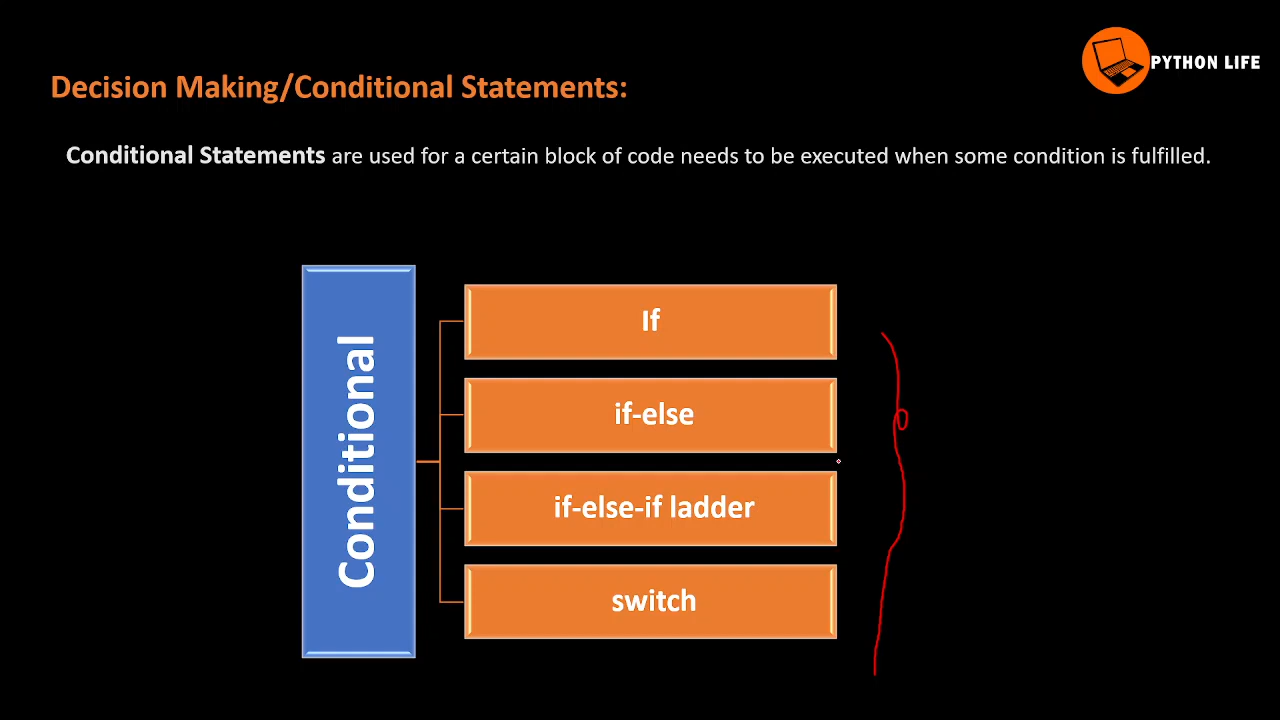 PYTHON LIFE
Decision Making/Conditional Statements:
Conditional Statements are used for a certain block of code needs to be executed when some condition is fulfilled.
Conditional
If
if-else
if-else-if ladder
switch